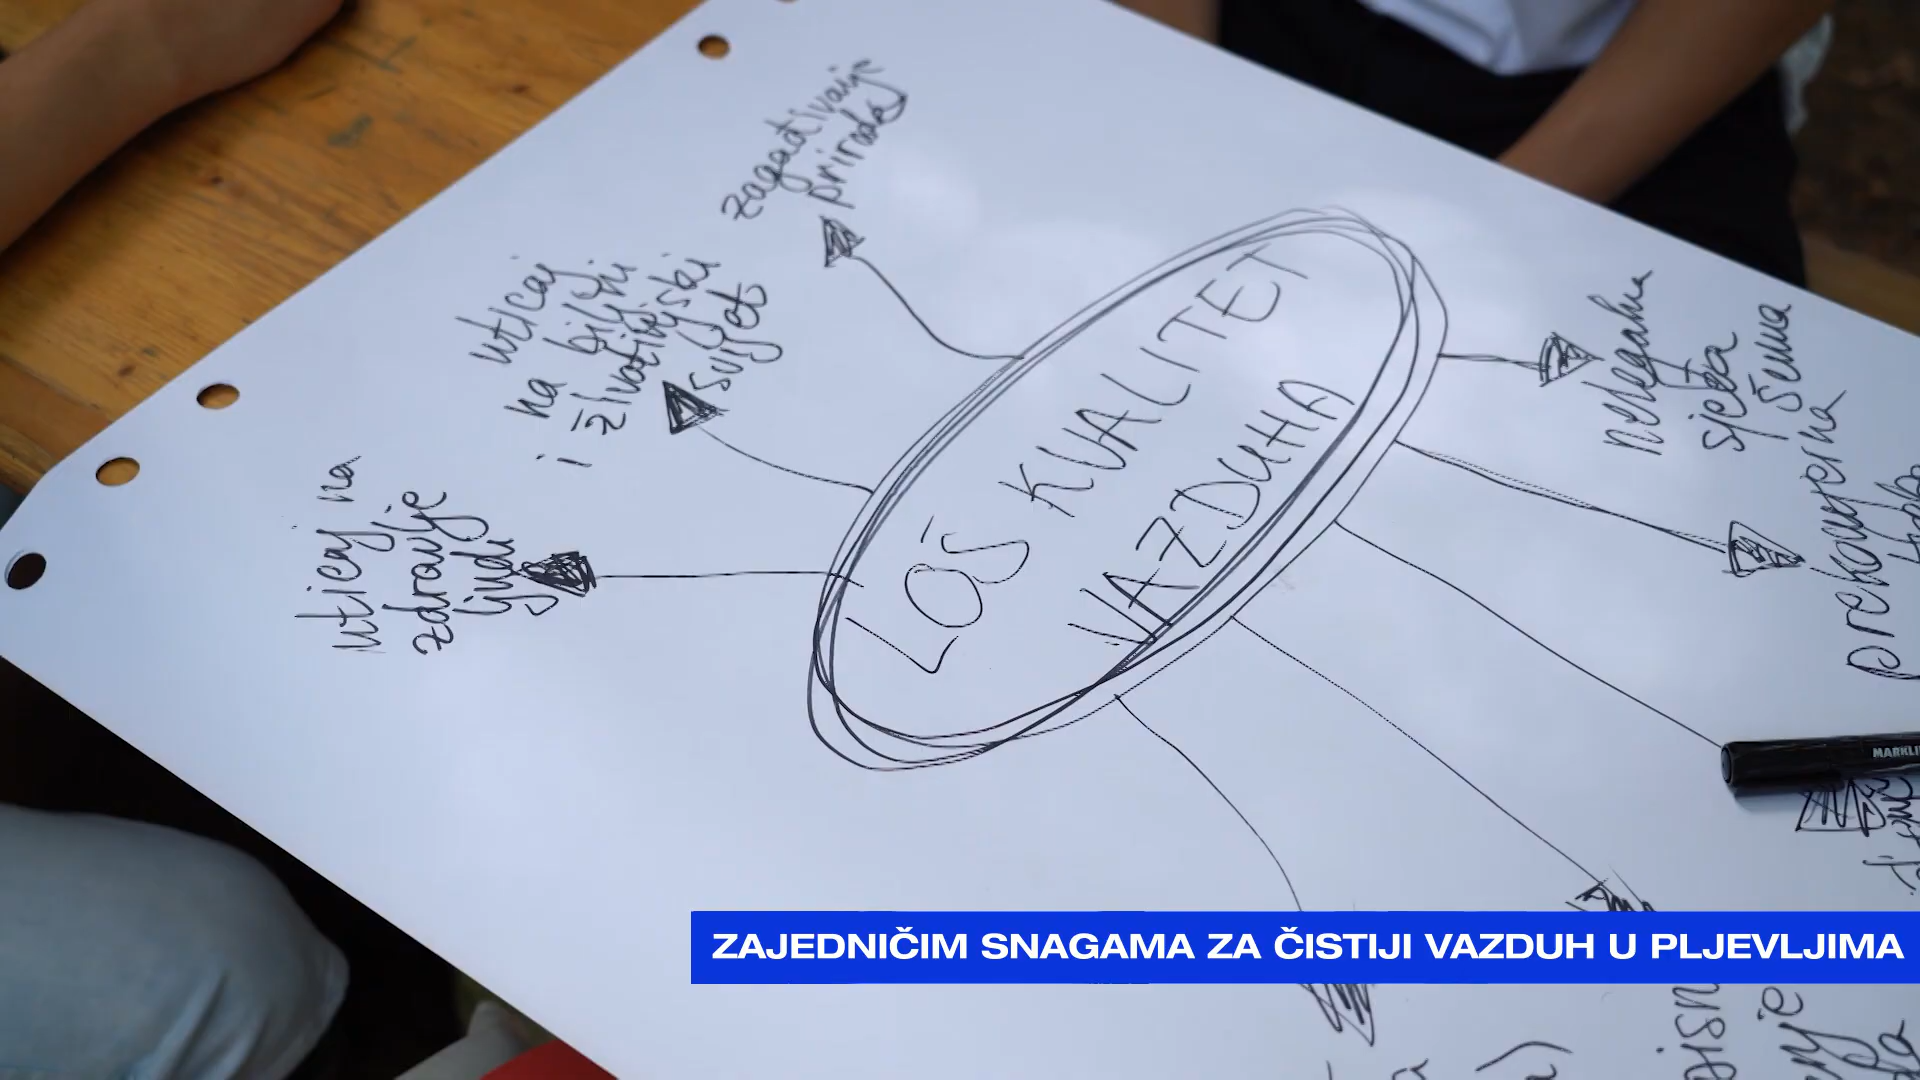 zagađivanje
prirode
uticaj
na biljni
i životinjski
svijet
uticaj na
zdravlje
ljudi
LOŠ KVALITET
VAZDUHA
nelegalna
sječa
šuma
prekomjerna
MARKLI
ZAJEDNIČIM SNAGAMA ZA ČISTIJI VAZDUH U PLJEVLJIMA